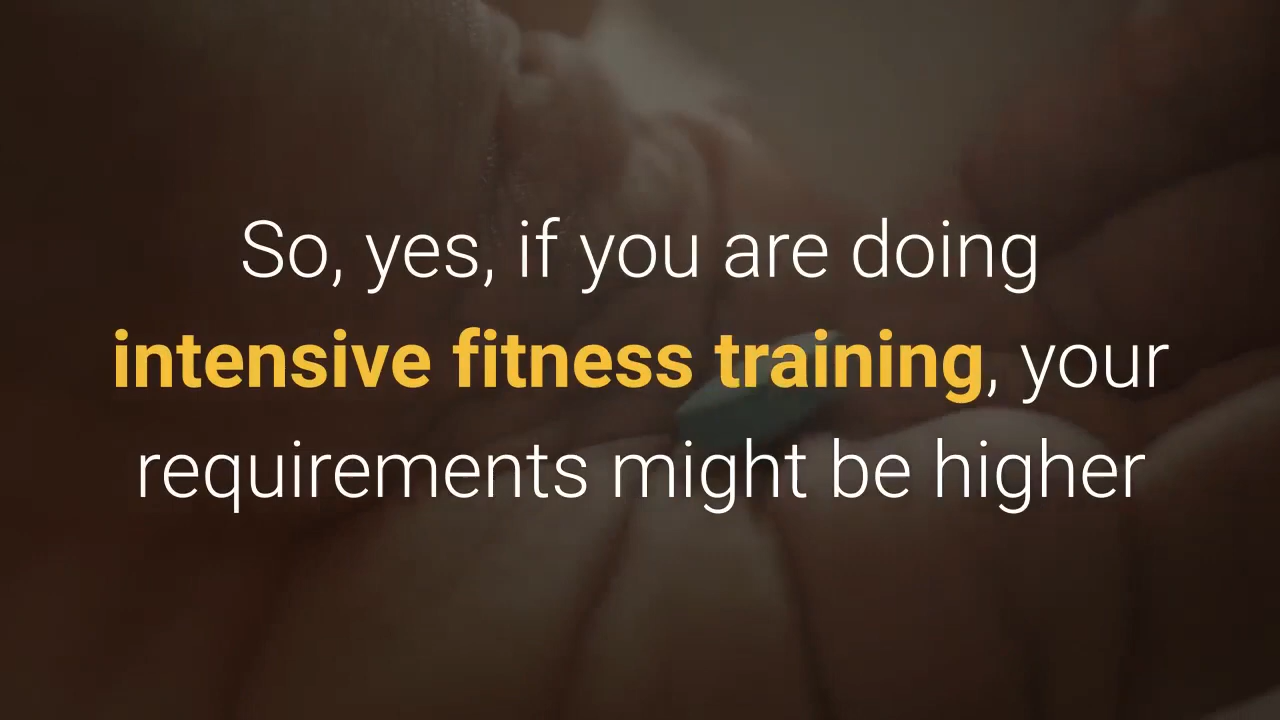 So, yes, if you are doing
intensive fitness training, your
requirements might be higher